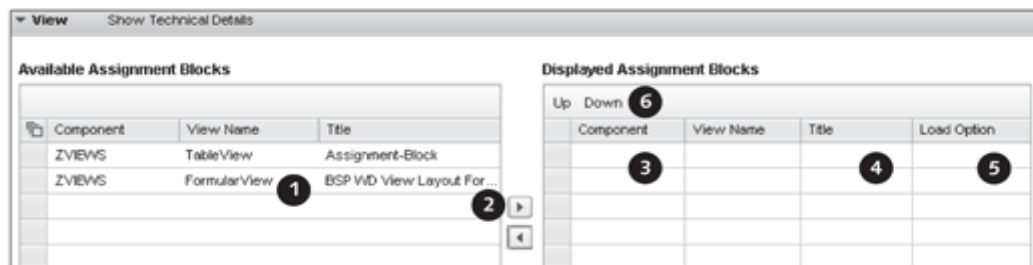 View Show Technical Details
Available Assignment Blocks
Displayed Assignment Blocks
Up Down 6
Component View Name Title
Component View Name Title Load Option
ZVIEWS TableView Assignment-Block
ZVIEWS FormularView 1 BSP WD View Layout For...
2
3 4 5